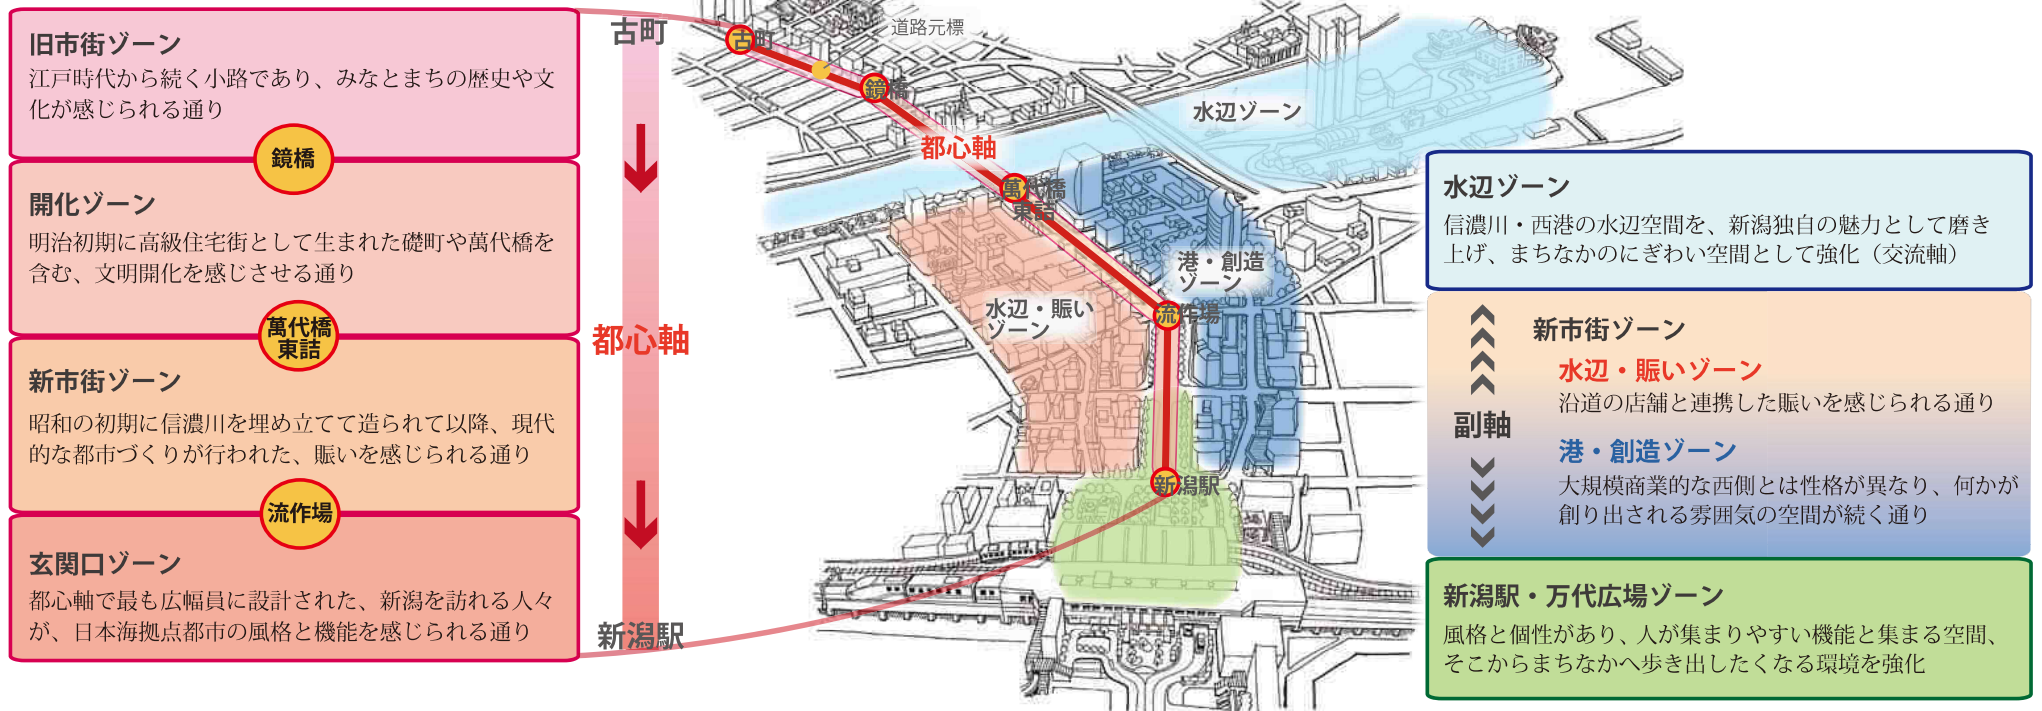 旧市街ゾーン
江戸時代から続く小路であり、みなとまちの歴史や文
化が感じられる通り
鏡橋
開化ゾーン
明治初期に高級住宅街として生まれた礎町や萬代橋を
含む、文明開化を感じさせる通り
萬代橋
東詰
新市街ゾーン
昭和の初期に信濃川を埋め立てて造られて以降、現代
的な都市づくりが行われた、賑いを感じられる通り
流作場
玄関口ゾーン
都心軸で最も広幅員に設計された、新潟を訪れる人々
が、日本海拠点都市の風格と機能を感じられる通り
古町
都心軸
新潟駅
古町
道路元標
鏡橋
都心軸
水辺ゾーン
萬代橋
東詰
港・創造
ゾーン
水辺・賑い
ゾーン
流作場
新潟駅
水辺ゾーン
信濃川・西港の水辺空間を、新潟独自の魅力として磨き
上げ、まちなかのにぎわい空間として強化（交流軸）
副軸
新市街ゾーン
水辺・賑いゾーン
沿道の店舗と連携した賑いを感じられる通り
港・創造ゾーン
大規模商業的な西側とは性格が異なり、何かが
創り出される雰囲気の空間が続く通り
新潟駅・万代広場ゾーン
風格と個性があり、人が集まりやすい機能と集まる空間、
そこからまちなかへ歩き出したくなる環境を強化